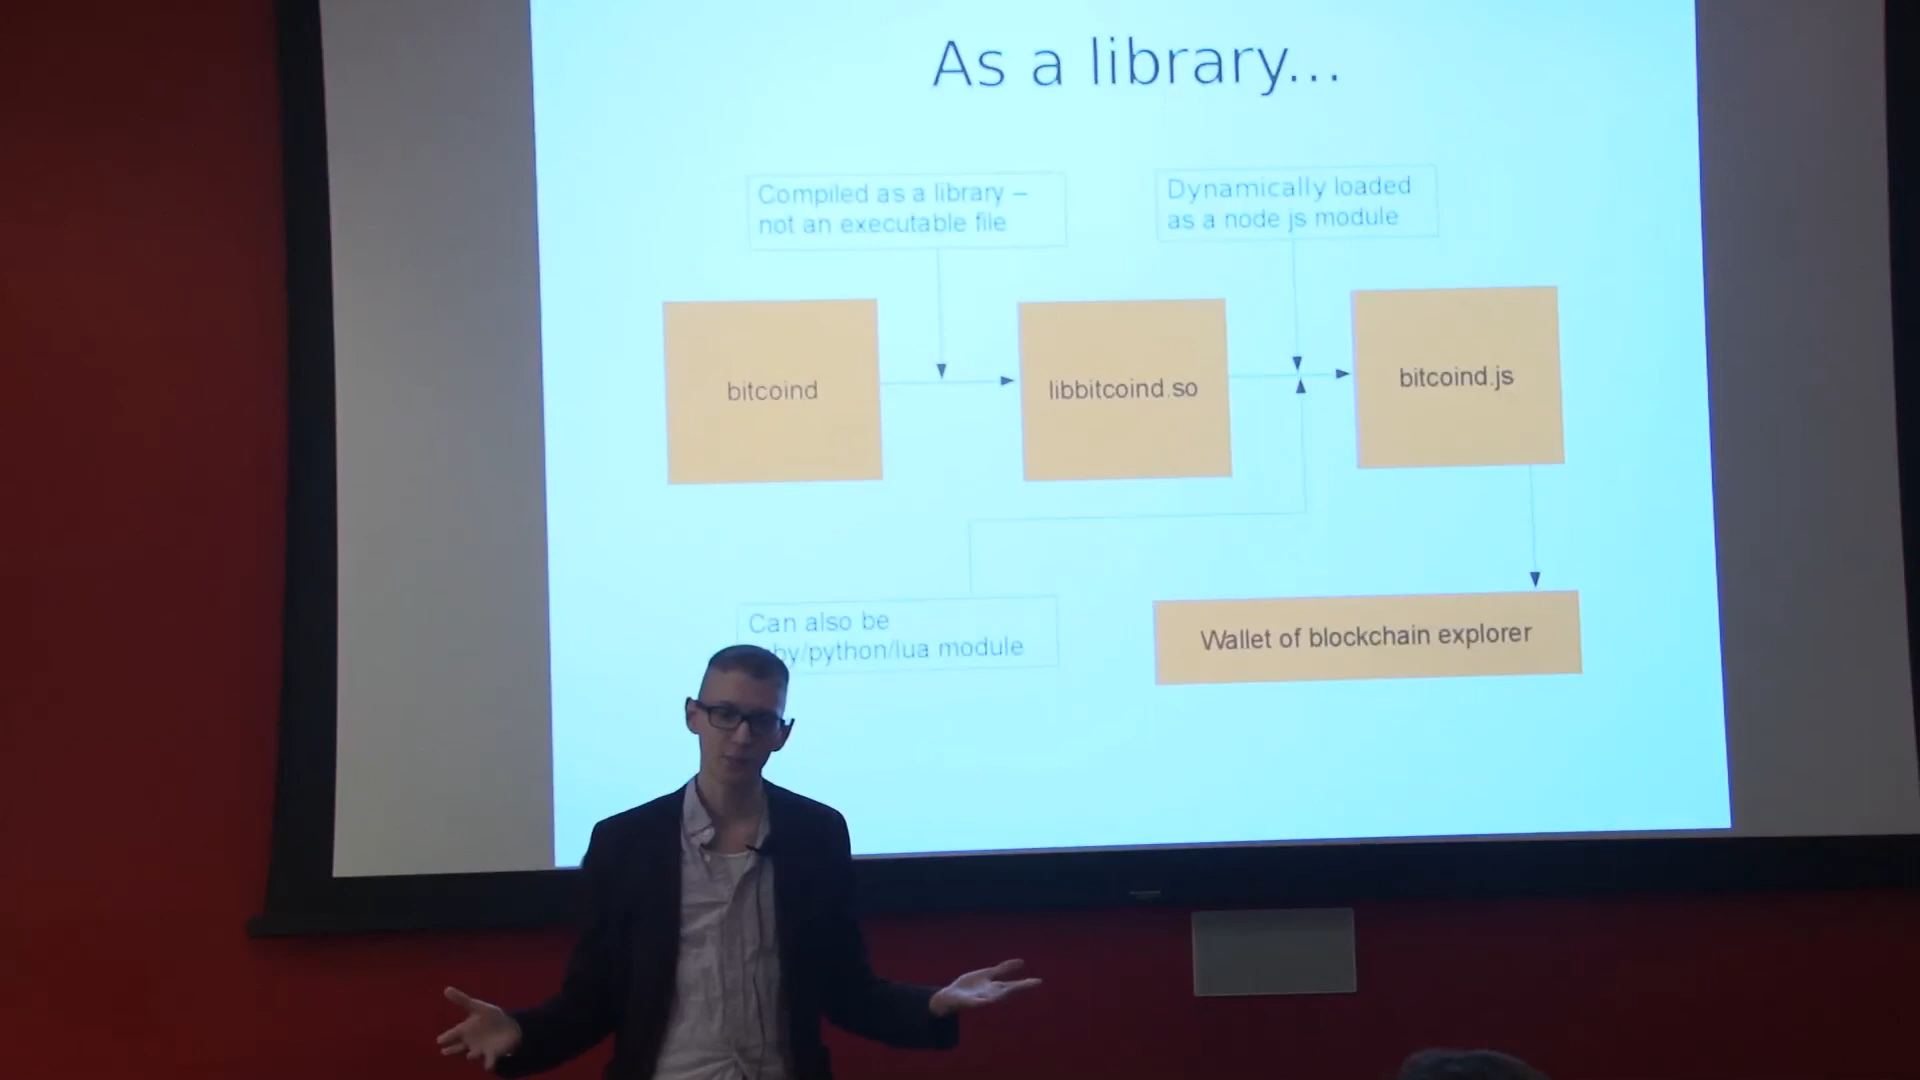 As a library...
Compiled as a library –
not an executable file
Dynamically loaded
as a node js module
bitcoind
libbitcoind.so
bitcoind.js
Can also be
by/python/lua module
Wallet of blockchain explorer